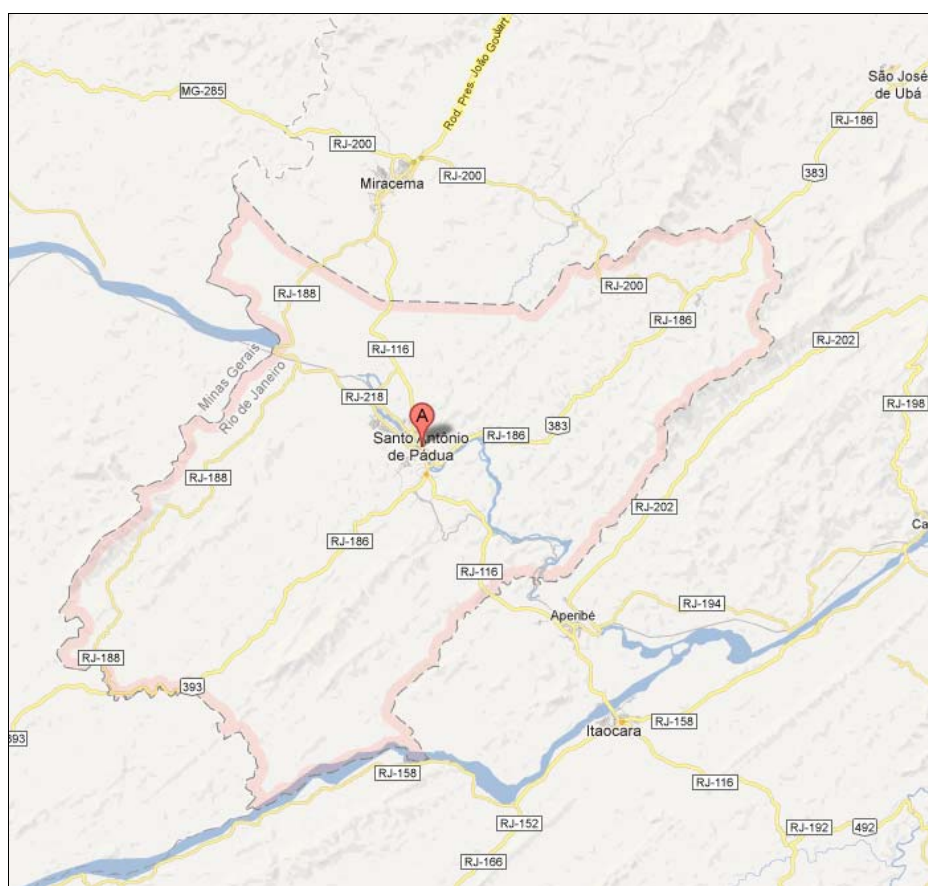 Rod. Pres. João Goulart
São José
de Ubá
MG-285
RJ-186
RJ-200
383
RJ-200
Miracema
RJ-188
RJ-200
RJ-186
RJ-202
RJ-116
Minas Gerais
Rio de Janeiro
RJ-218
RJ-198
A
383
Santo Antônio
de Pádua
RJ-186
RJ-188
RJ-202
Ca
RJ-186
RJ-116
RJ-194
Aperibé
RJ-188
393
RJ-158
Itaocara
393
RJ-158
RJ-116
RJ-152
RJ-192
492
RJ-166